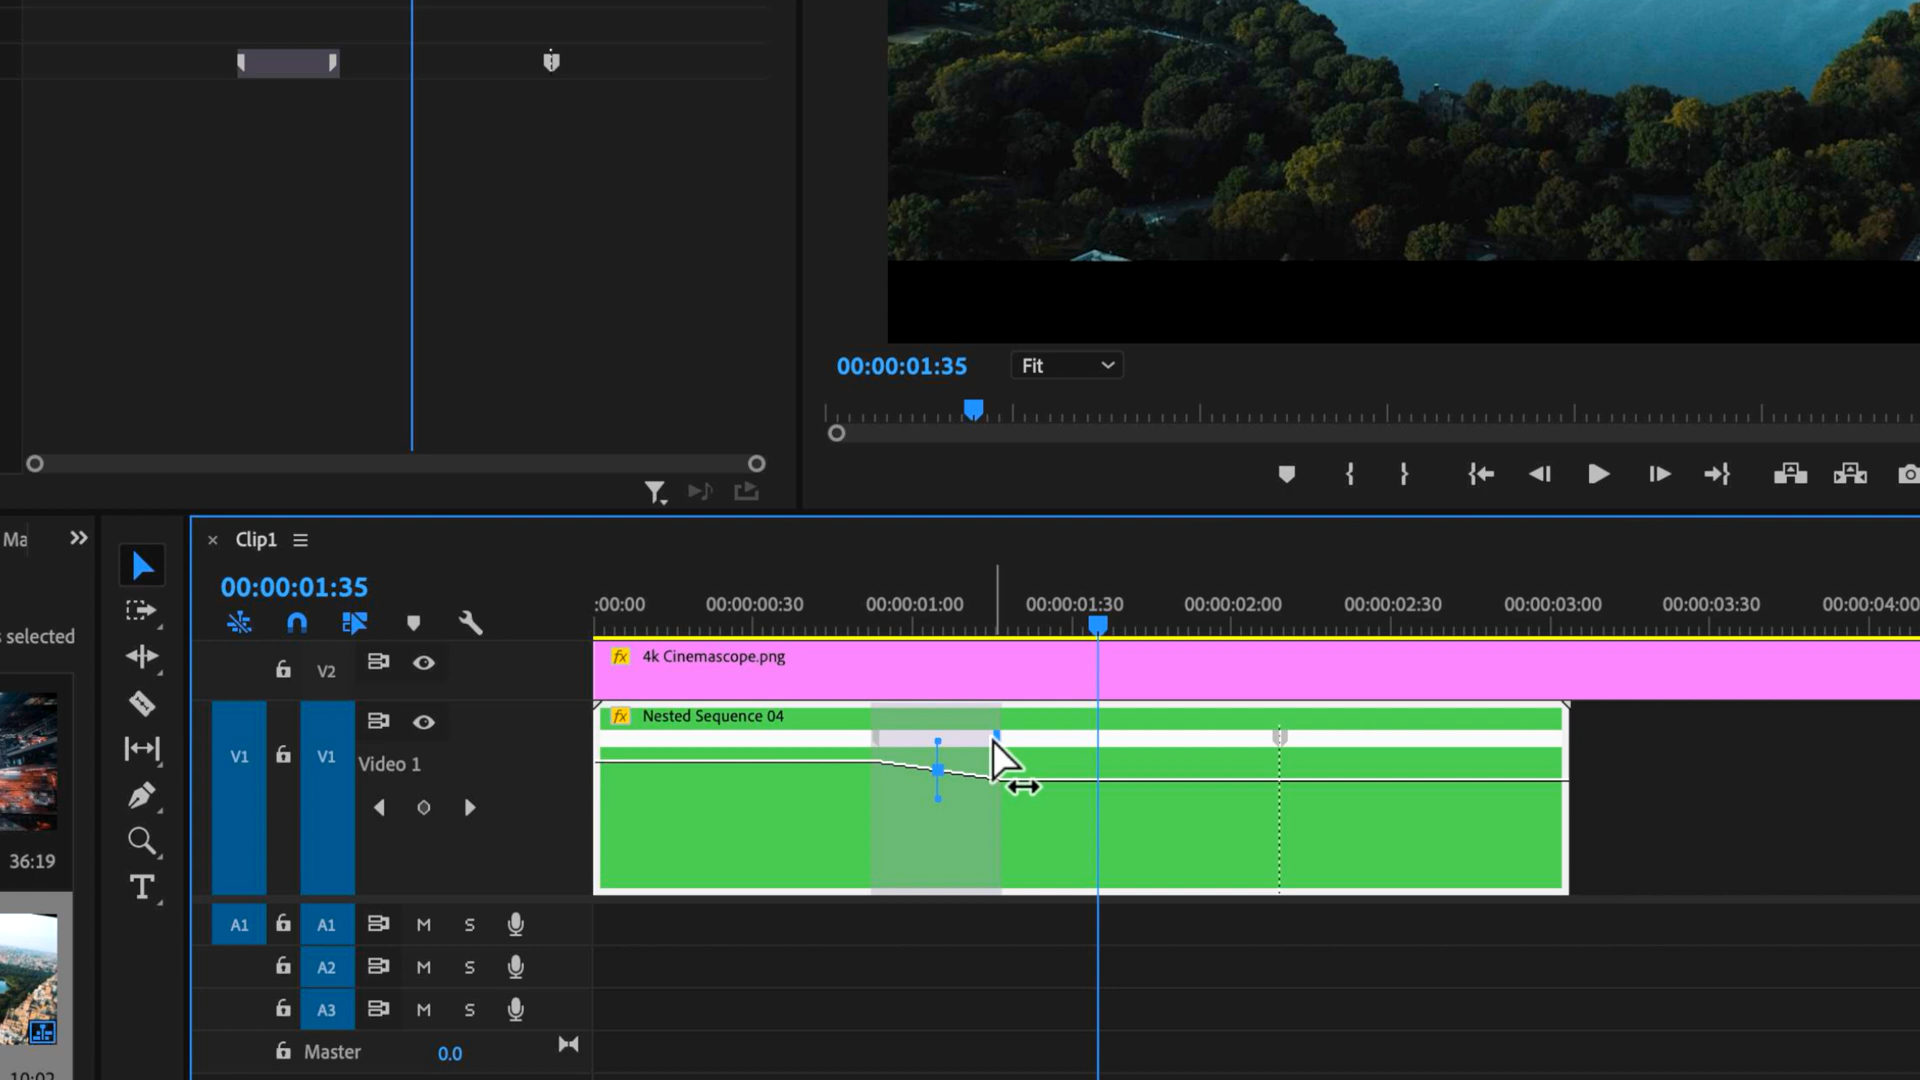 00:00:01:35
Fit
Ma
Clip1
00:00:01:35
selected
:00:00
00:00:00:30
00:00:01:00
00:00:01:30
00:00:02:00
00:00:02:30
00:00:03:00
00:00:03:30
00:00:04:00
V2
fx 4k Cinemascope.png
V1
V1
Video 1
fx Nested Sequence 04
36:19
T
A1
A1
M
S
A2
M
S
A3
M
S
Master
0.0
10:02